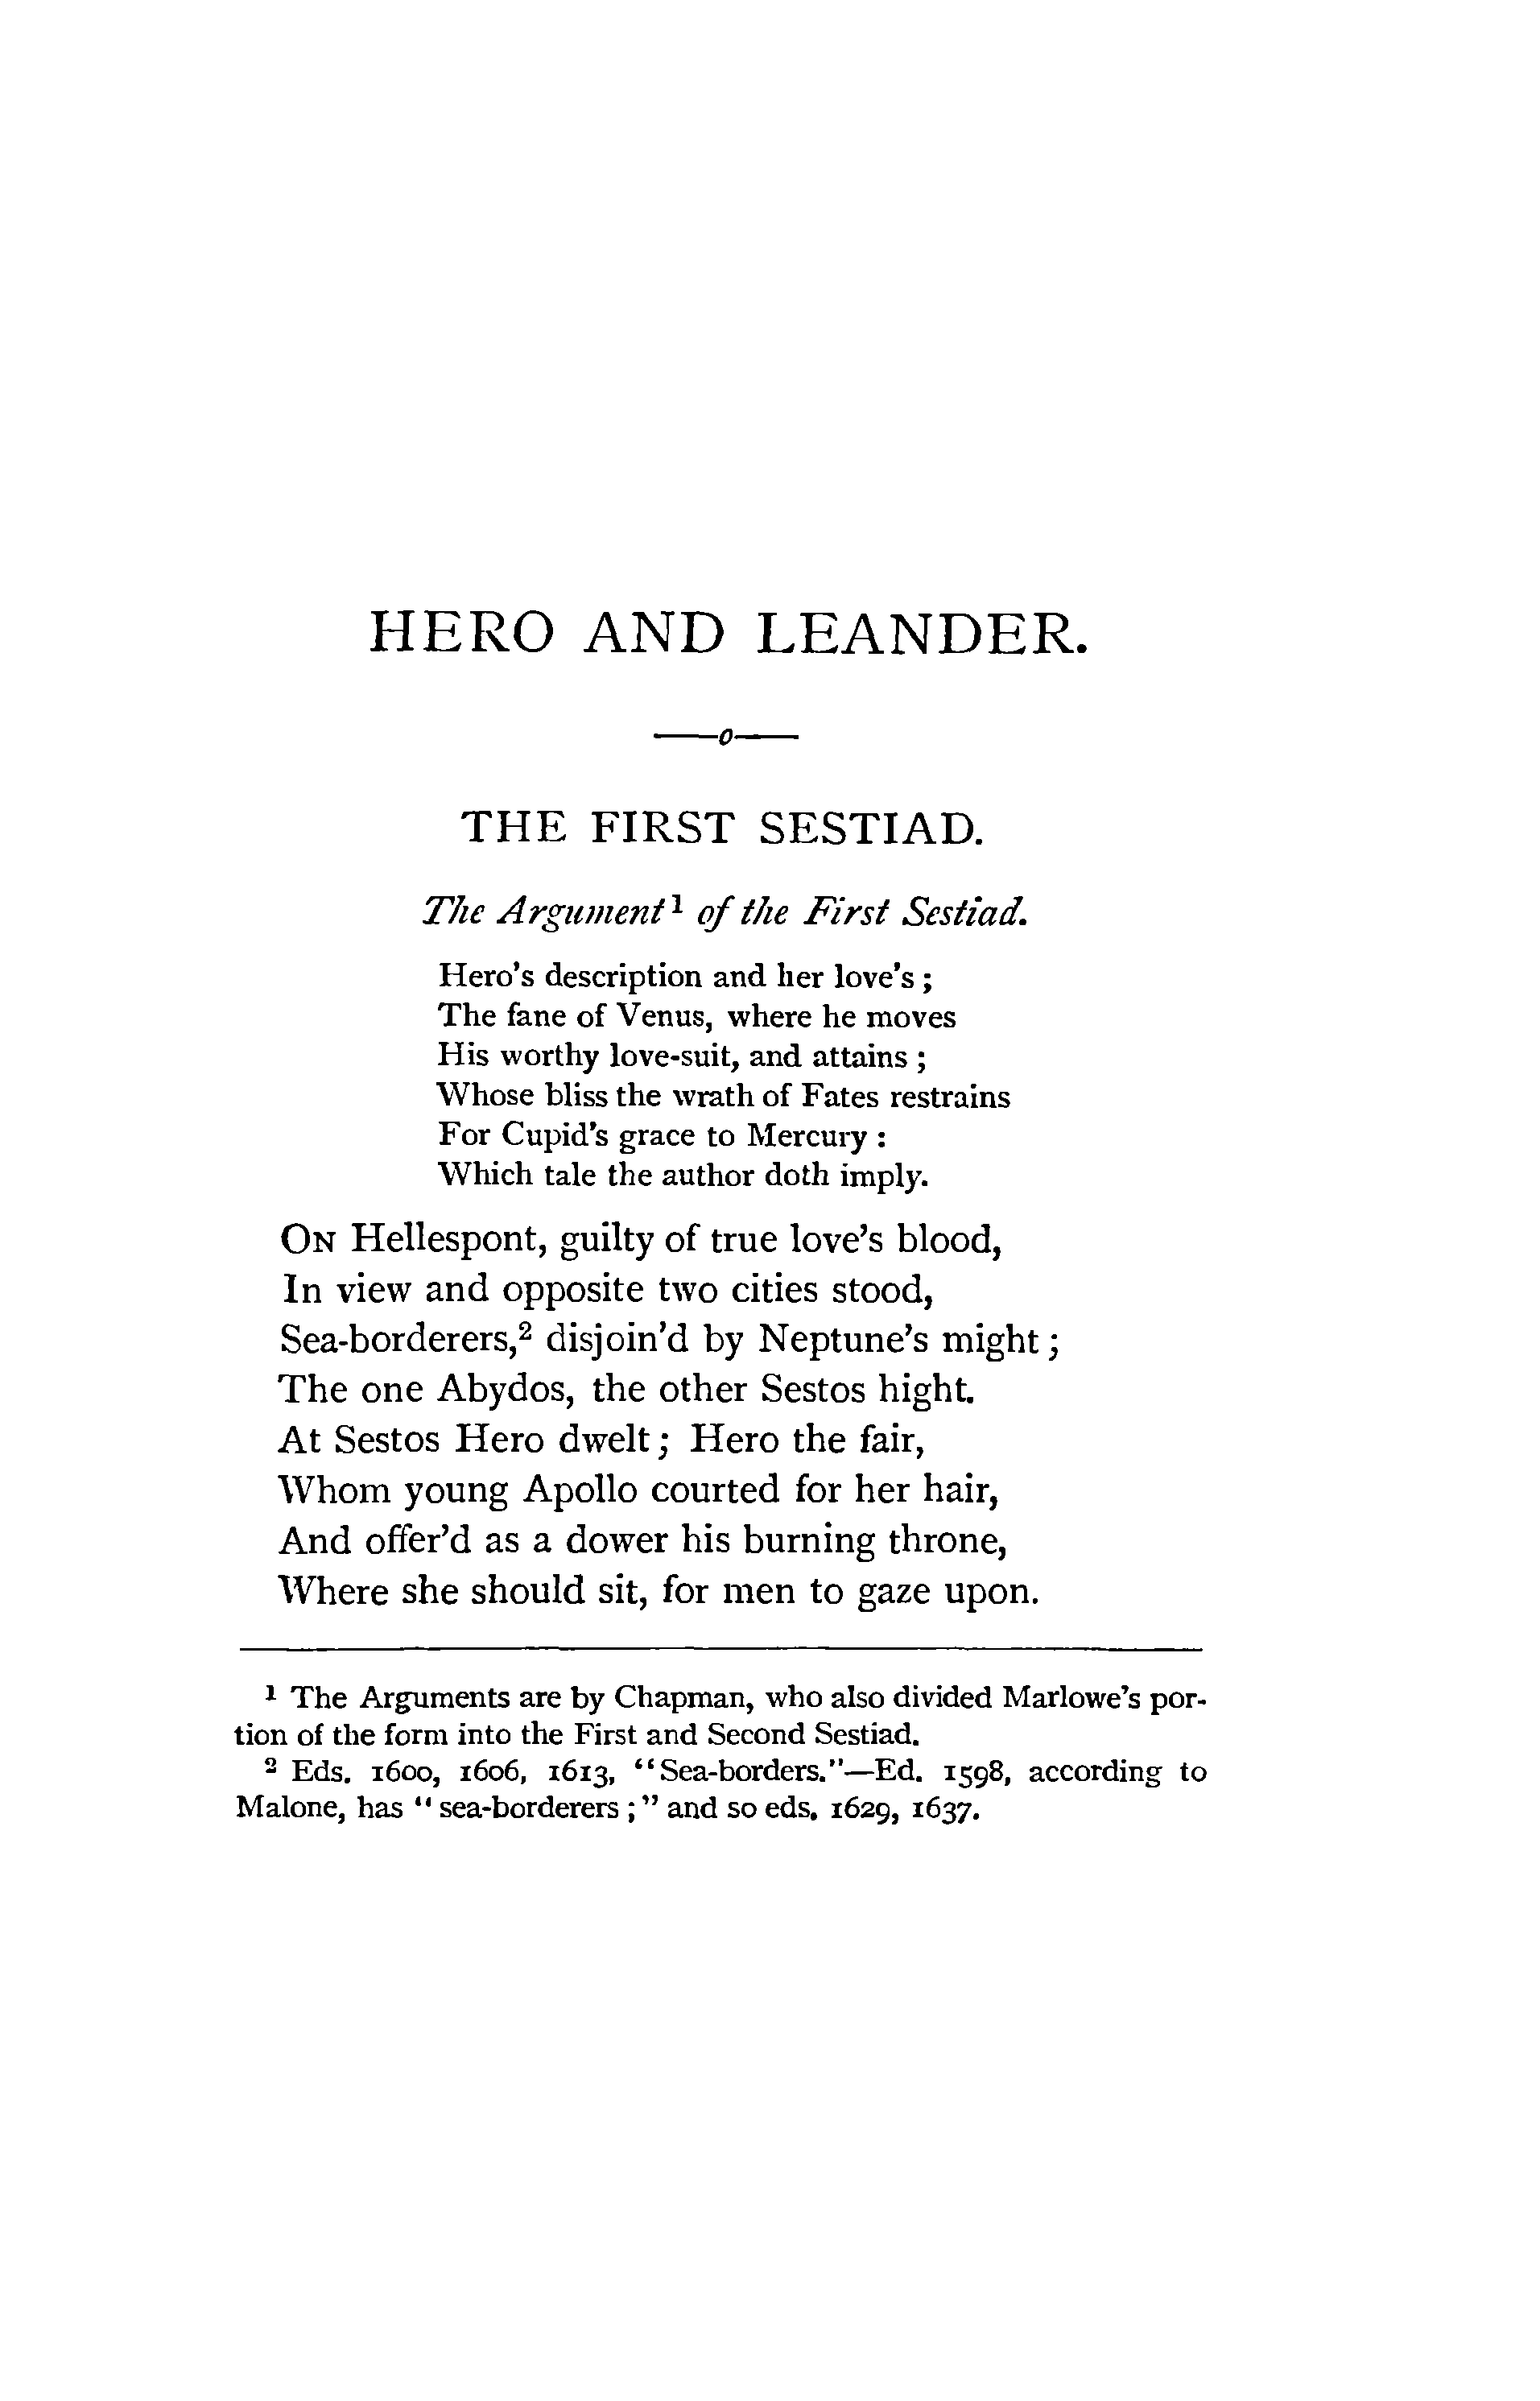 HERO AND LEANDER.
THE FIRST SESTIAD.
The Argument¹ of the First Sestiad.
Hero's description and her love's ;
The fane of Venus, where he moves
His worthy love-suit, and attains ;
Whose bliss the wrath of Fates restrains
For Cupid's grace to Mercury :
Which tale the author doth imply.
ON Hellespont, guilty of true love's blood,
In view and opposite two cities stood,
Sea-borderers,² disjoin'd by Neptune's might ;
The one Abydos, the other Sestos hight.
At Sestos Hero dwelt ; Hero the fair,
Whom young Apollo courted for her hair,
And offer'd as a dower his burning throne,
Where she should sit, for men to gaze upon.
¹ The Arguments are by Chapman, who also divided Marlowe's por-
tion of the form into the First and Second Sestiad.
² Eds. 1600, 1606, 1613, "Sea-borders."—Ed. 1598, according to
Malone, has "sea-borderers ;" and so eds. 1629, 1637.